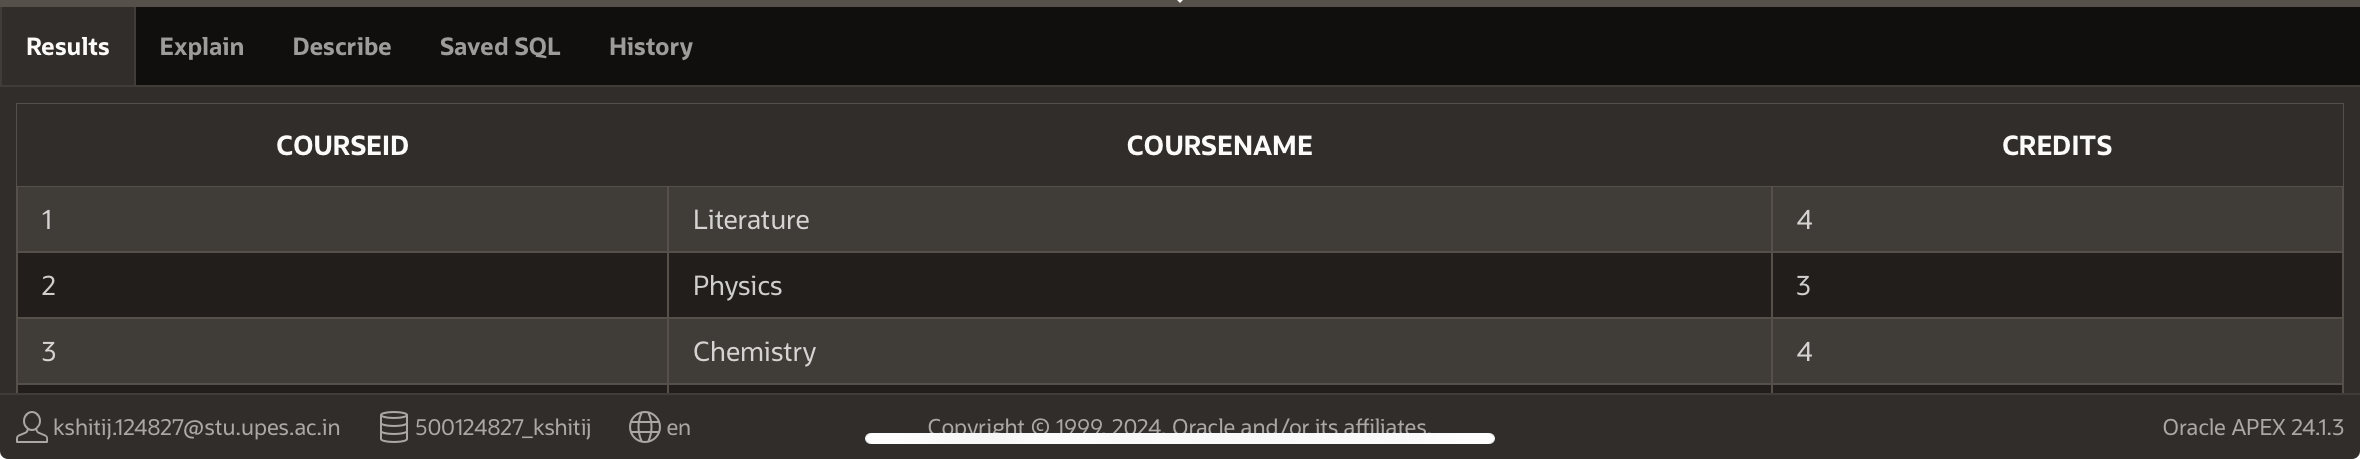 Results Explain Describe Saved SQL History
COURSEID COURSENAME CREDITS
1 Literature 4
2 Physics 3
3 Chemistry 4
kshitij.124827@stu.upes.ac.in 500124827_kshitij en Copyright © 1999, 2024, Oracle and/or its affiliates. Oracle APEX 24.1.3